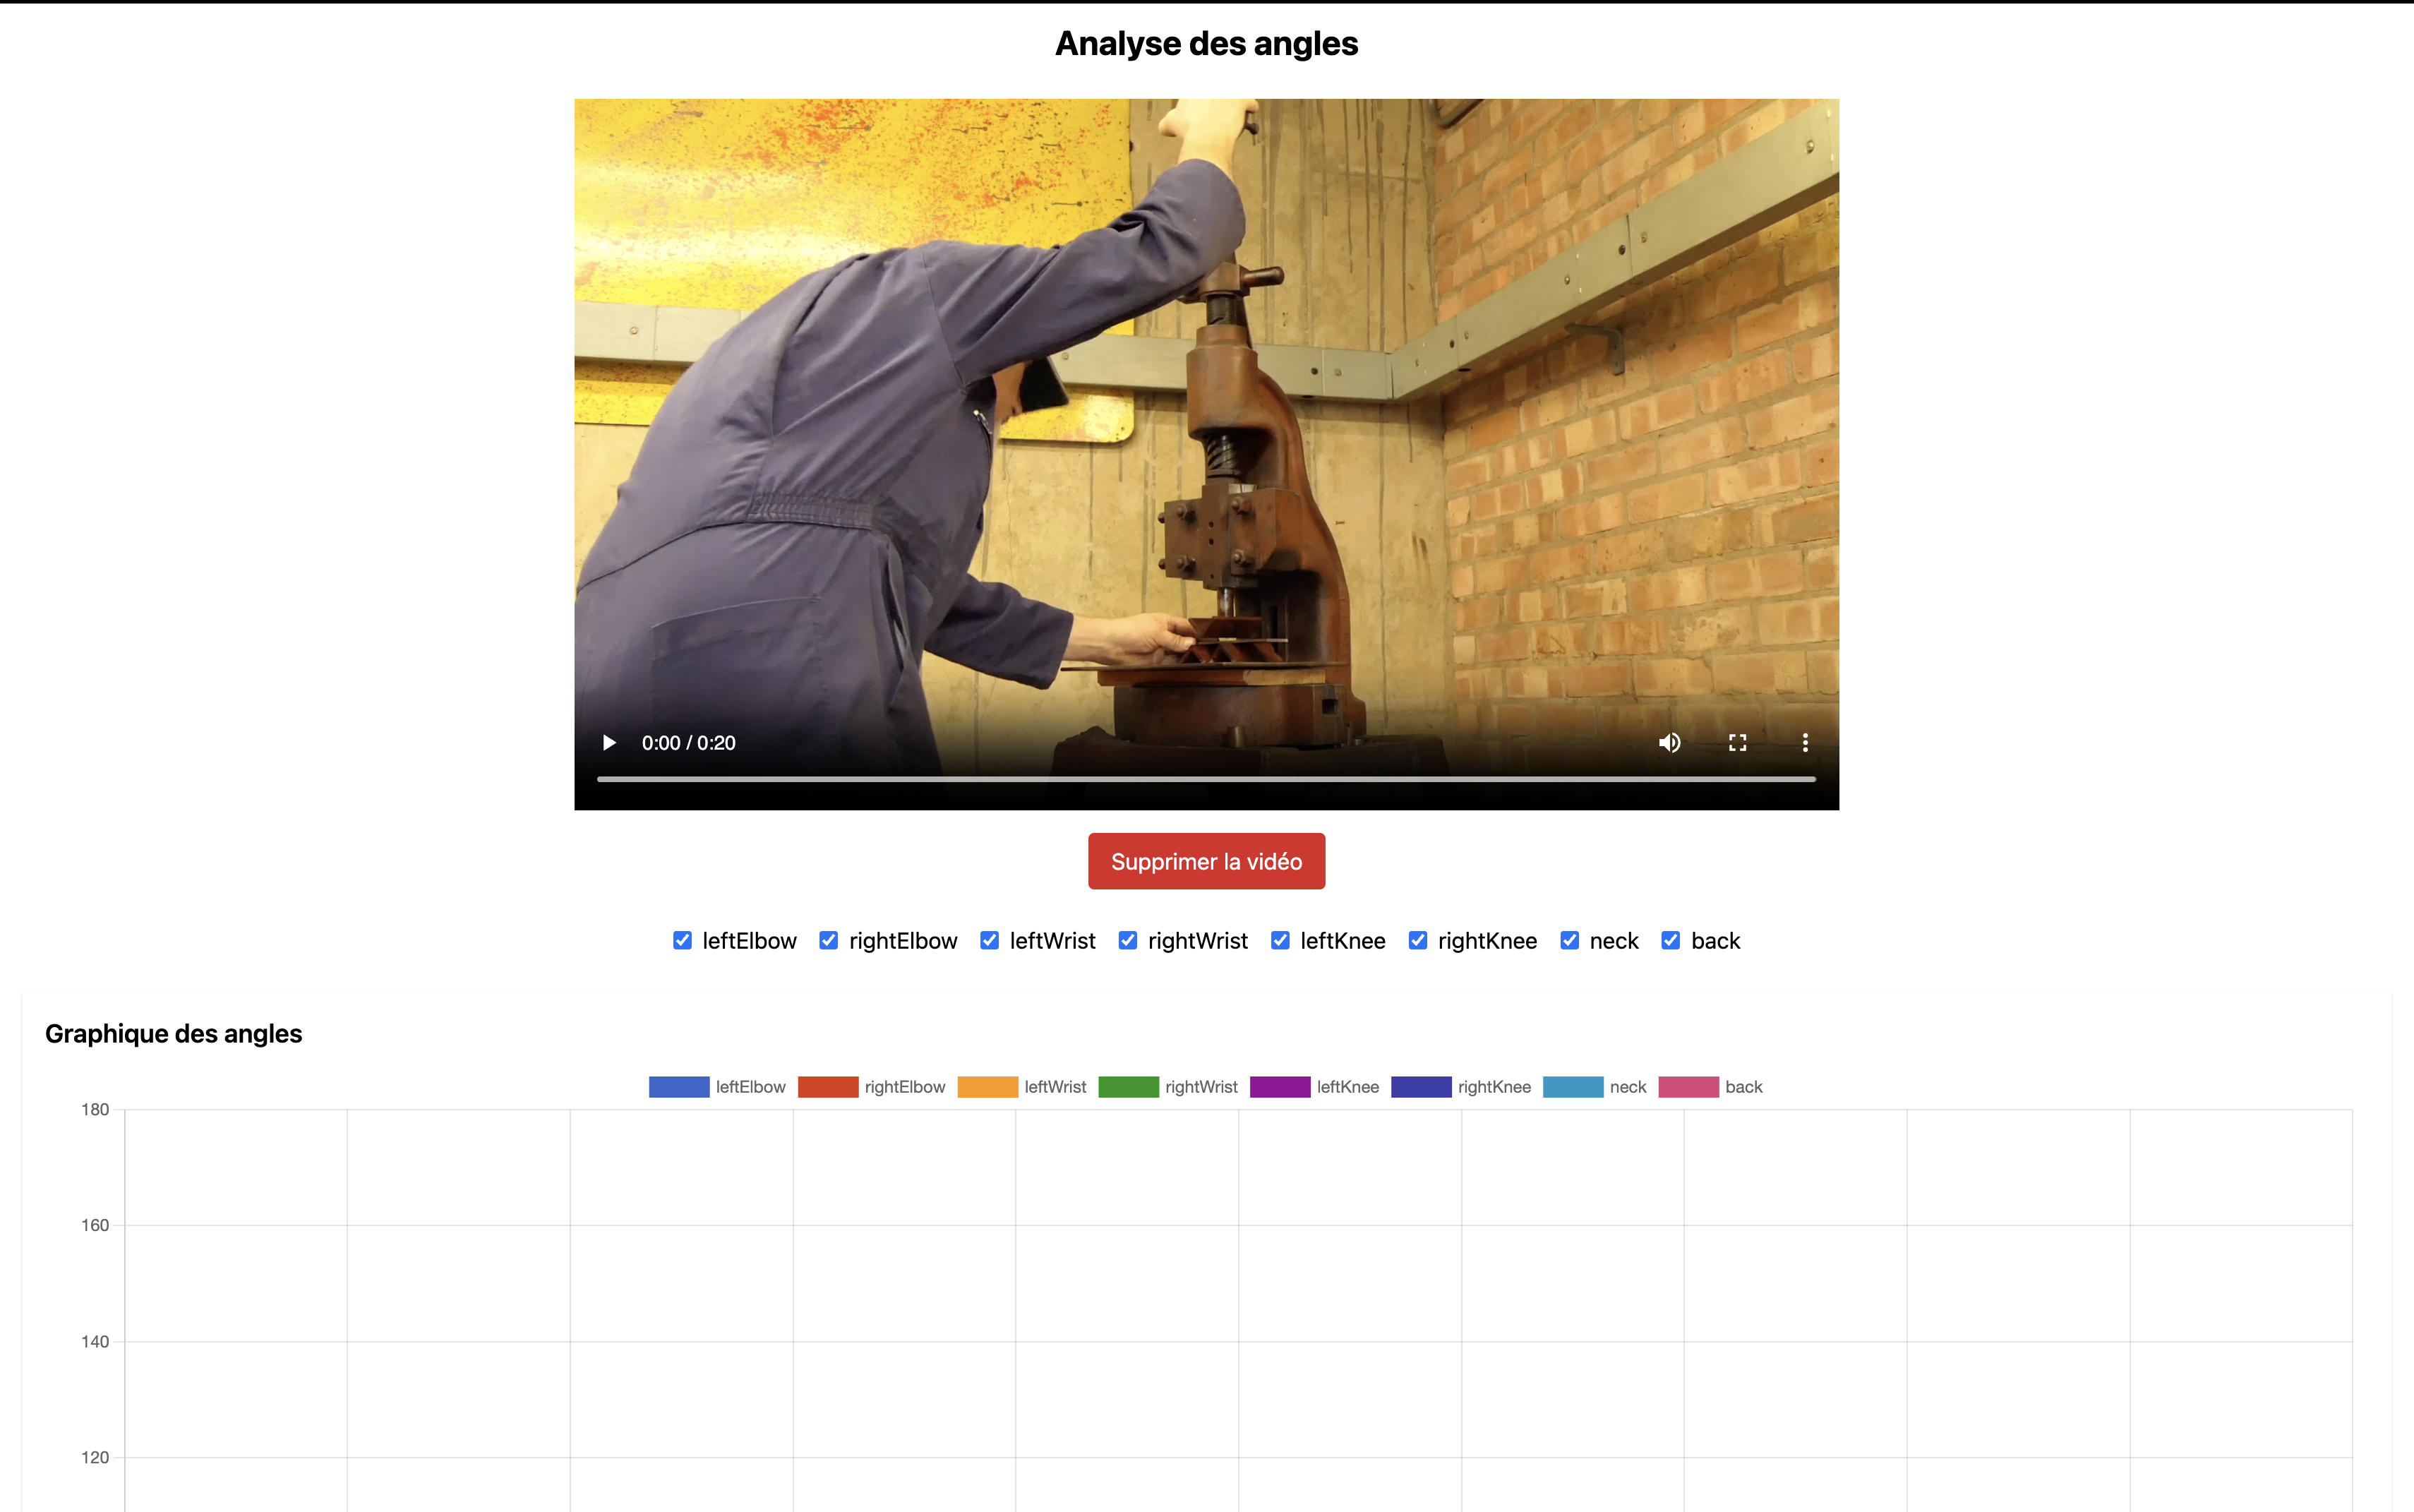 Analyse des angles
0:00 / 0:20
Supprimer la vidéo
leftElbow rightElbow leftWrist rightWrist leftKnee rightKnee neck back
Graphique des angles
leftElbow rightElbow leftWrist rightWrist leftKnee rightKnee neck back
180
160
140
120